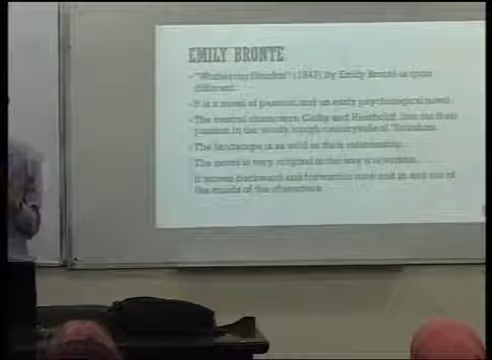 EMILY BRONTE
"Wuthering Heights" (1847) by Emily Brontë is quite
different.
It is a novel of passion, and an early psychological novel.
The central characters, Cathy and Heathcliff, live out their
passion in the windy, rough countryside of Yorkshire.
The landscape is as wild as their relationship.
The novel is very original in the way it is written.
It moves backward and forward in time and in and out of
the minds of the characters.